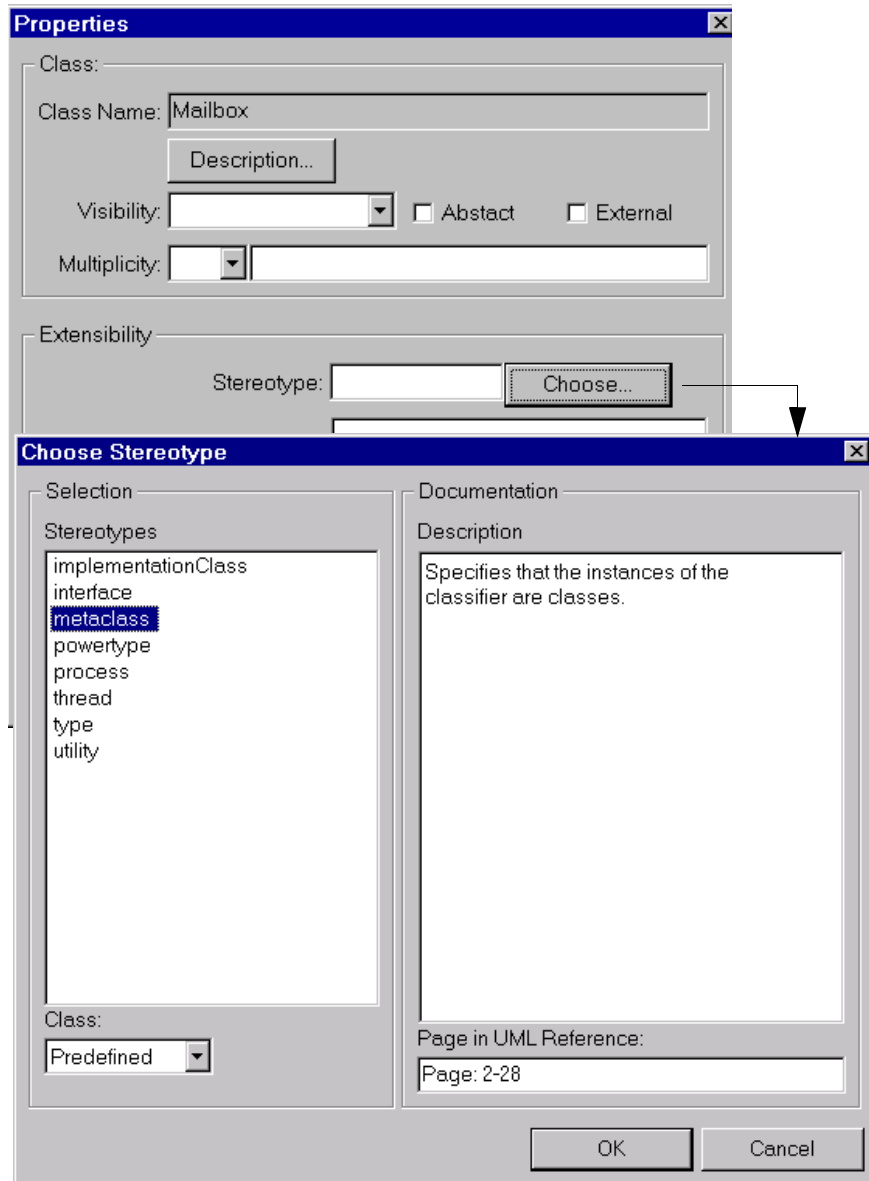 Properties
Class:
Class Name: Mailbox
Description...
Visibility: Abstact External
Multiplicity:
Extensibility
Stereotype: Choose...
Choose Stereotype
Selection
Stereotypes
implementationClass
interface
metaclass
powertype
process
thread
type
utility
Class:
Predefined
Documentation
Description
Specifies that the instances of the
classifier are classes.
Page in UML Reference:
Page: 2-28
OK Cancel